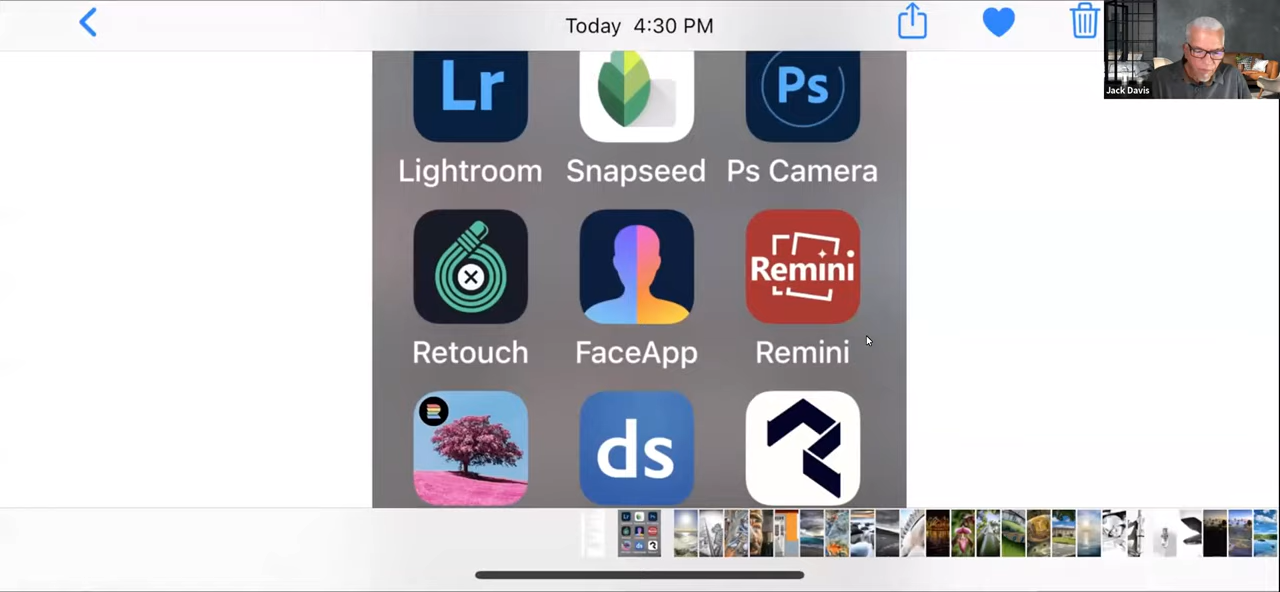 Today 4:30 PM
Jack Davis
Lr
Ps
Lightroom Snapseed Ps Camera
Remini
Retouch FaceApp Remini
ds